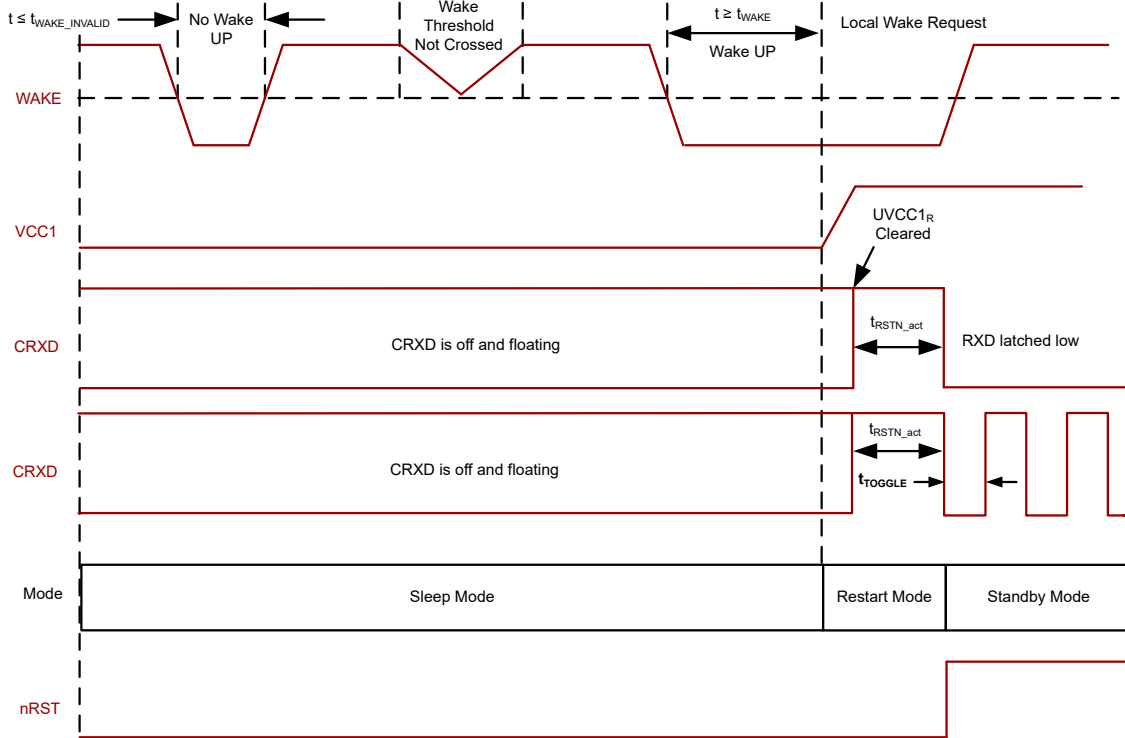 t ≤ tWAKE_INVALID
No Wake
UP
Wake
Threshold
Not Crossed
t ≥ tWAKE
Wake UP
Local Wake Request
WAKE
VCC1
UVCC1R
Cleared
CRXD
CRXD is off and floating
tRSTN_act
RXD latched low
CRXD
CRXD is off and floating
tRSTN_act
tTOGGLE
Mode
Sleep Mode
Restart Mode
Standby Mode
nRST